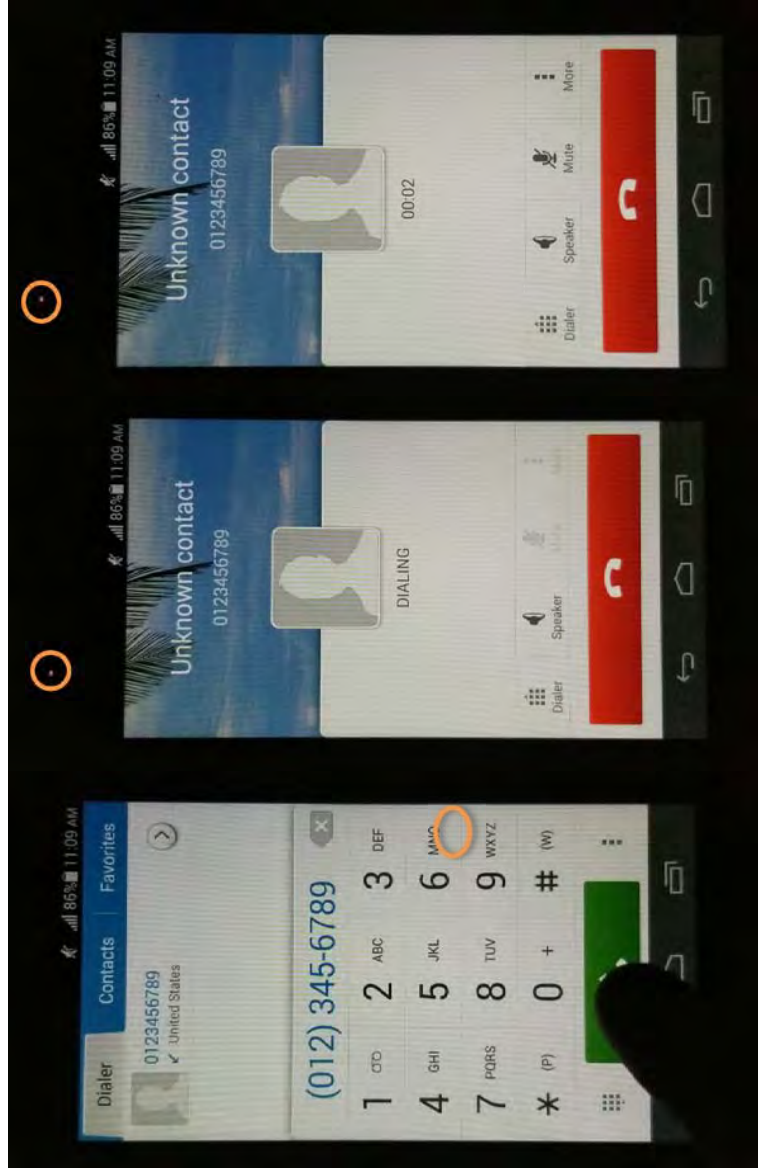 86% 11:09 AM
Dialer Contacts Favorites
0123456789
United States
(012) 345-6789
1 2 ABC 3 DEF
4 GHI 5 JKL 6 MNO
7 PQRS 8 TUV 9 WXYZ
* (P) 0 + # (W)
86% 11:09 AM
Unknown contact
0123456789
DIALING
Dialer Speaker
86% 11:09 AM
Unknown contact
0123456789
00:02
Dialer Speaker Mute More